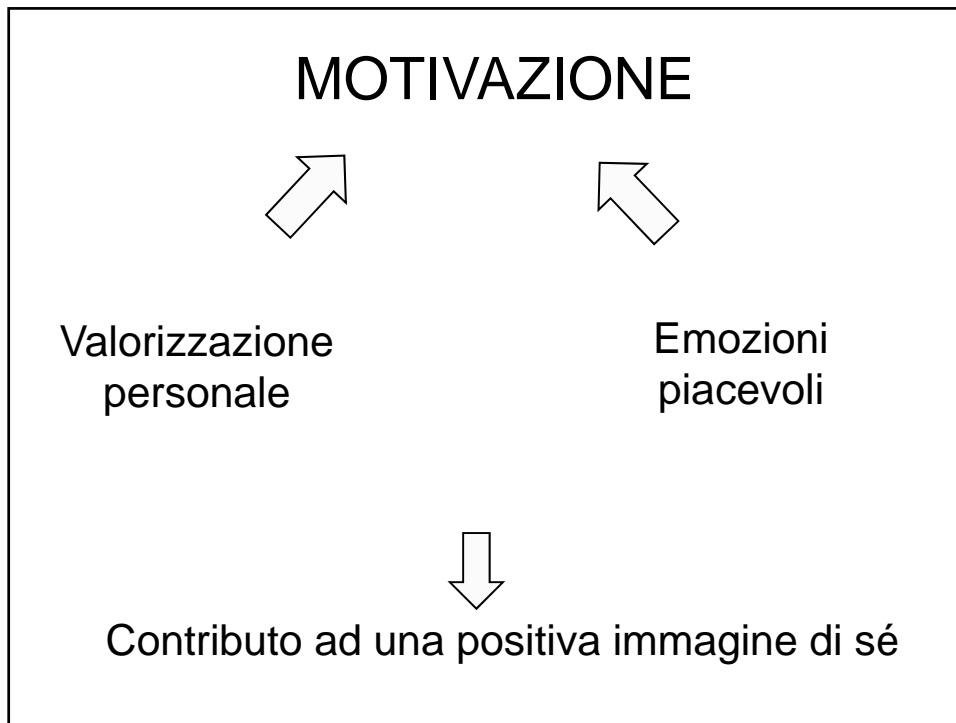 MOTIVAZIONE
Valorizzazione
personale
Emozioni
piacevoli
Contributo ad una positiva immagine di sé